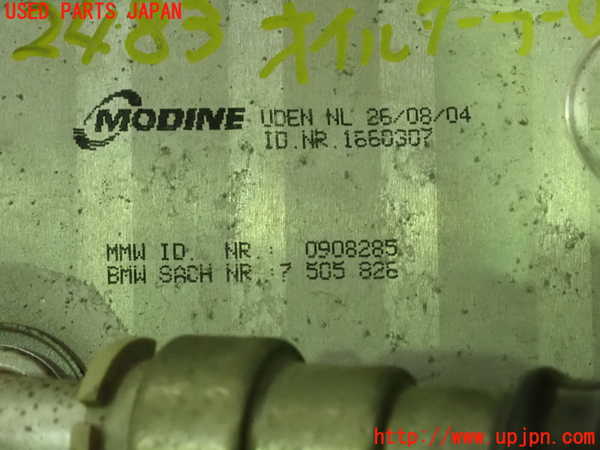 USED PARTS JAPAN
2483 オイルクーラー
MODINE UDEN NL 26/08/04
ID.NR.1660307
MMW ID. NR.: 0908285
BMW SACH NR.:7 505 826
http://www.upjpn.com